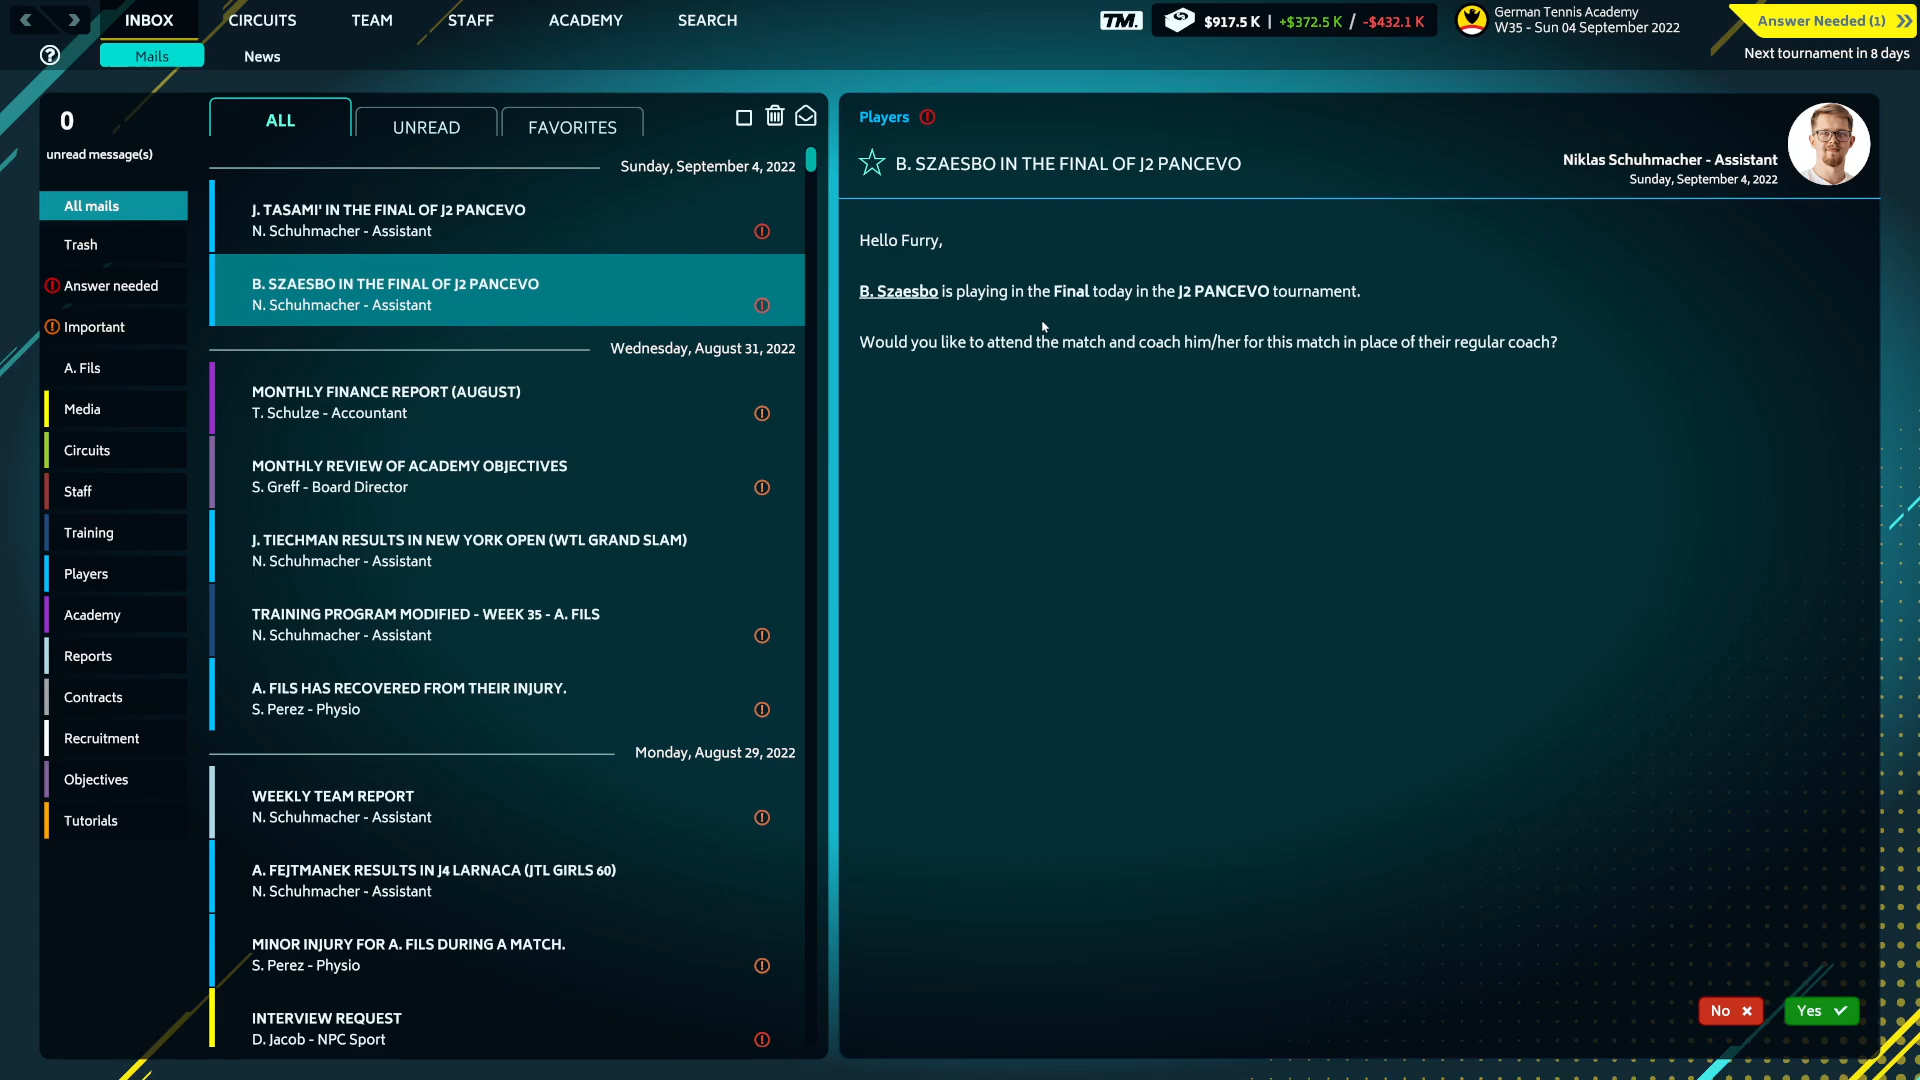 INBOX
CIRCUITS
TEAM
STAFF
ACADEMY
SEARCH
TM.
$917.5 K | +$372.5 K / -$432.1 K
German Tennis Academy
W35 - Sun 04 September 2022
Answer Needed (1)
Next tournament in 8 days
?
Mails
News
0
unread message(s)
All mails
Trash
Answer needed
Important
A. Fils
Media
Circuits
Staff
Training
Players
Academy
Reports
Contracts
Recruitment
Objectives
Tutorials
ALL
UNREAD
FAVORITES
Sunday, September 4, 2022
J. TASAMI' IN THE FINAL OF J2 PANCEVO
N. Schuhmacher - Assistant
B. SZAESBO IN THE FINAL OF J2 PANCEVO
N. Schuhmacher - Assistant
Wednesday, August 31, 2022
MONTHLY FINANCE REPORT (AUGUST)
T. Schulze - Accountant
MONTHLY REVIEW OF ACADEMY OBJECTIVES
S. Greff - Board Director
J. TIECHMAN RESULTS IN NEW YORK OPEN (WTL GRAND SLAM)
N. Schuhmacher - Assistant
TRAINING PROGRAM MODIFIED - WEEK 35 - A. FILS
N. Schuhmacher - Assistant
A. FILS HAS RECOVERED FROM THEIR INJURY.
S. Perez - Physio
Monday, August 29, 2022
WEEKLY TEAM REPORT
N. Schuhmacher - Assistant
A. FEJTMANEK RESULTS IN J4 LARNACA (JTL GIRLS 60)
N. Schuhmacher - Assistant
MINOR INJURY FOR A. FILS DURING A MATCH.
S. Perez - Physio
INTERVIEW REQUEST
D. Jacob - NPC Sport
Players
B. SZAESBO IN THE FINAL OF J2 PANCEVO
Niklas Schuhmacher - Assistant
Sunday, September 4, 2022
Hello Furry,
B. Szaesbo is playing in the Final today in the J2 PANCEVO tournament.
Would you like to attend the match and coach him/her for this match in place of their regular coach?
No
Yes